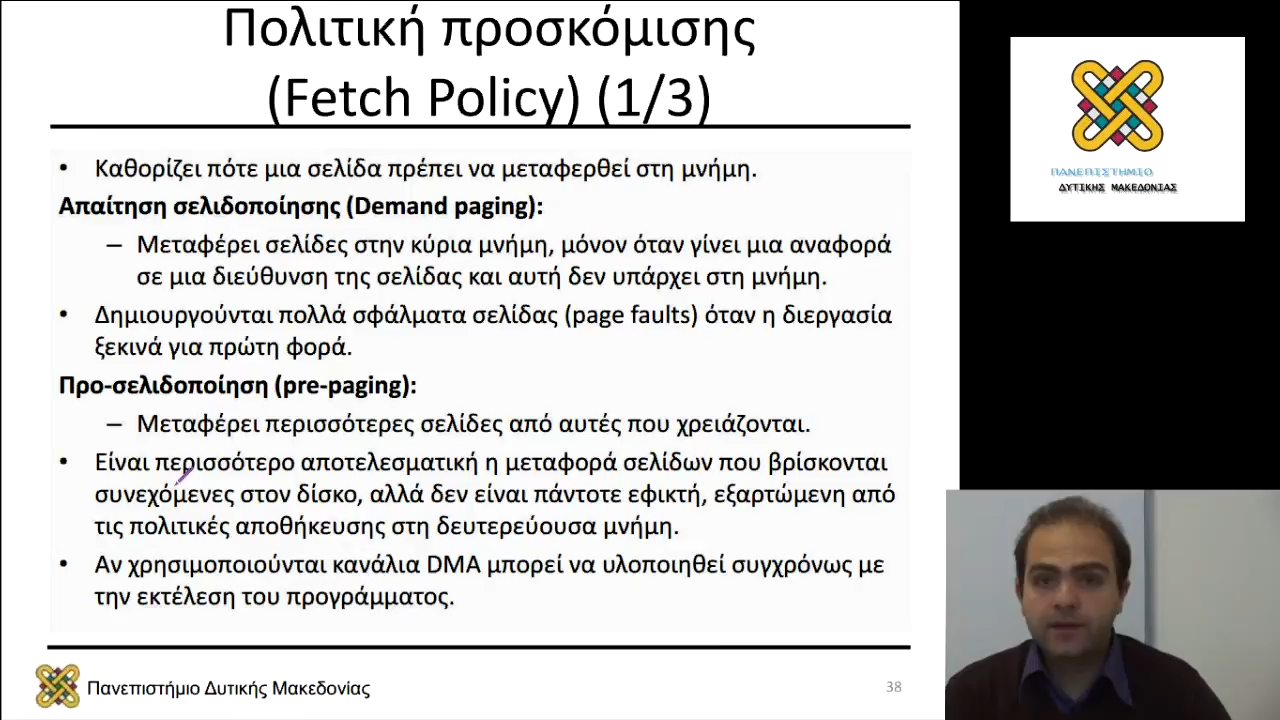 Πολιτική προσκόμισης
(Fetch Policy) (1/3)
• Καθορίζει πότε μια σελίδα πρέπει να μεταφερθεί στη μνήμη.
Απαίτηση σελιδοποίησης (Demand paging):
– Μεταφέρει σελίδες στην κύρια μνήμη, μόνον όταν γίνει μια αναφορά
σε μια διεύθυνση της σελίδας και αυτή δεν υπάρχει στη μνήμη.
• Δημιουργούνται πολλά σφάλματα σελίδας (page faults) όταν η διεργασία
ξεκινά για πρώτη φορά.
Προ-σελιδοποίηση (pre-paging):
– Μεταφέρει περισσότερες σελίδες από αυτές που χρειάζονται.
• Είναι περισσότερο αποτελεσματική η μεταφορά σελίδων που βρίσκονται
συνεχόμενες στον δίσκο, αλλά δεν είναι πάντοτε εφικτή, εξαρτώμενη από
τις πολιτικές αποθήκευσης στη δευτερεύουσα μνήμη.
• Αν χρησιμοποιούνται κανάλια DMA μπορεί να υλοποιηθεί συγχρόνως με
την εκτέλεση του προγράμματος.
Πανεπιστήμιο Δυτικής Μακεδονίας
38
ΠΑΝΕΠΙΣΤΗΜΙΟ
ΔΥΤΙΚΗΣ ΜΑΚΕΔΟΝΙΑΣ